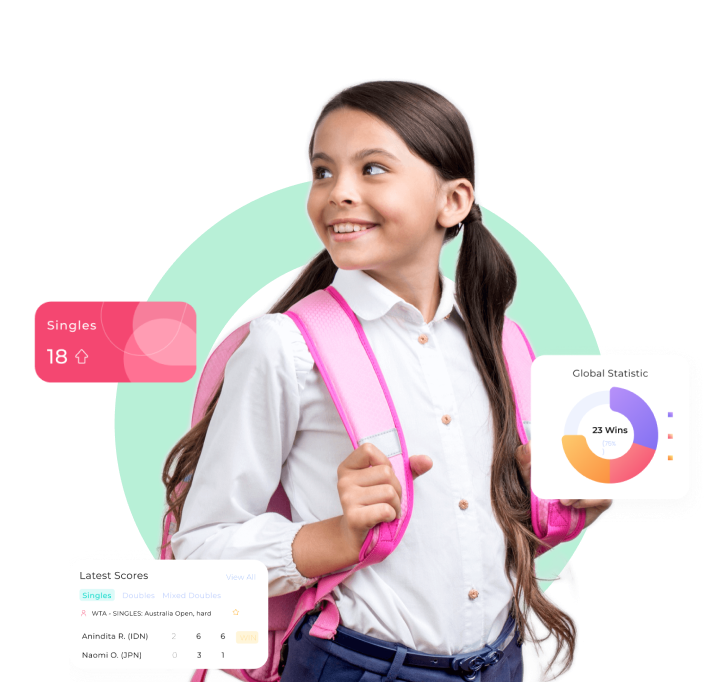 Singles
18
Global Statistic
23 Wins
Latest Scores
View All
Singles Doubles Mixed Doubles
WTA - SINGLES: Australia Open, hard
Anindita R. (IDN) 2 6 6
Naomi O. (JPN) 0 3 1